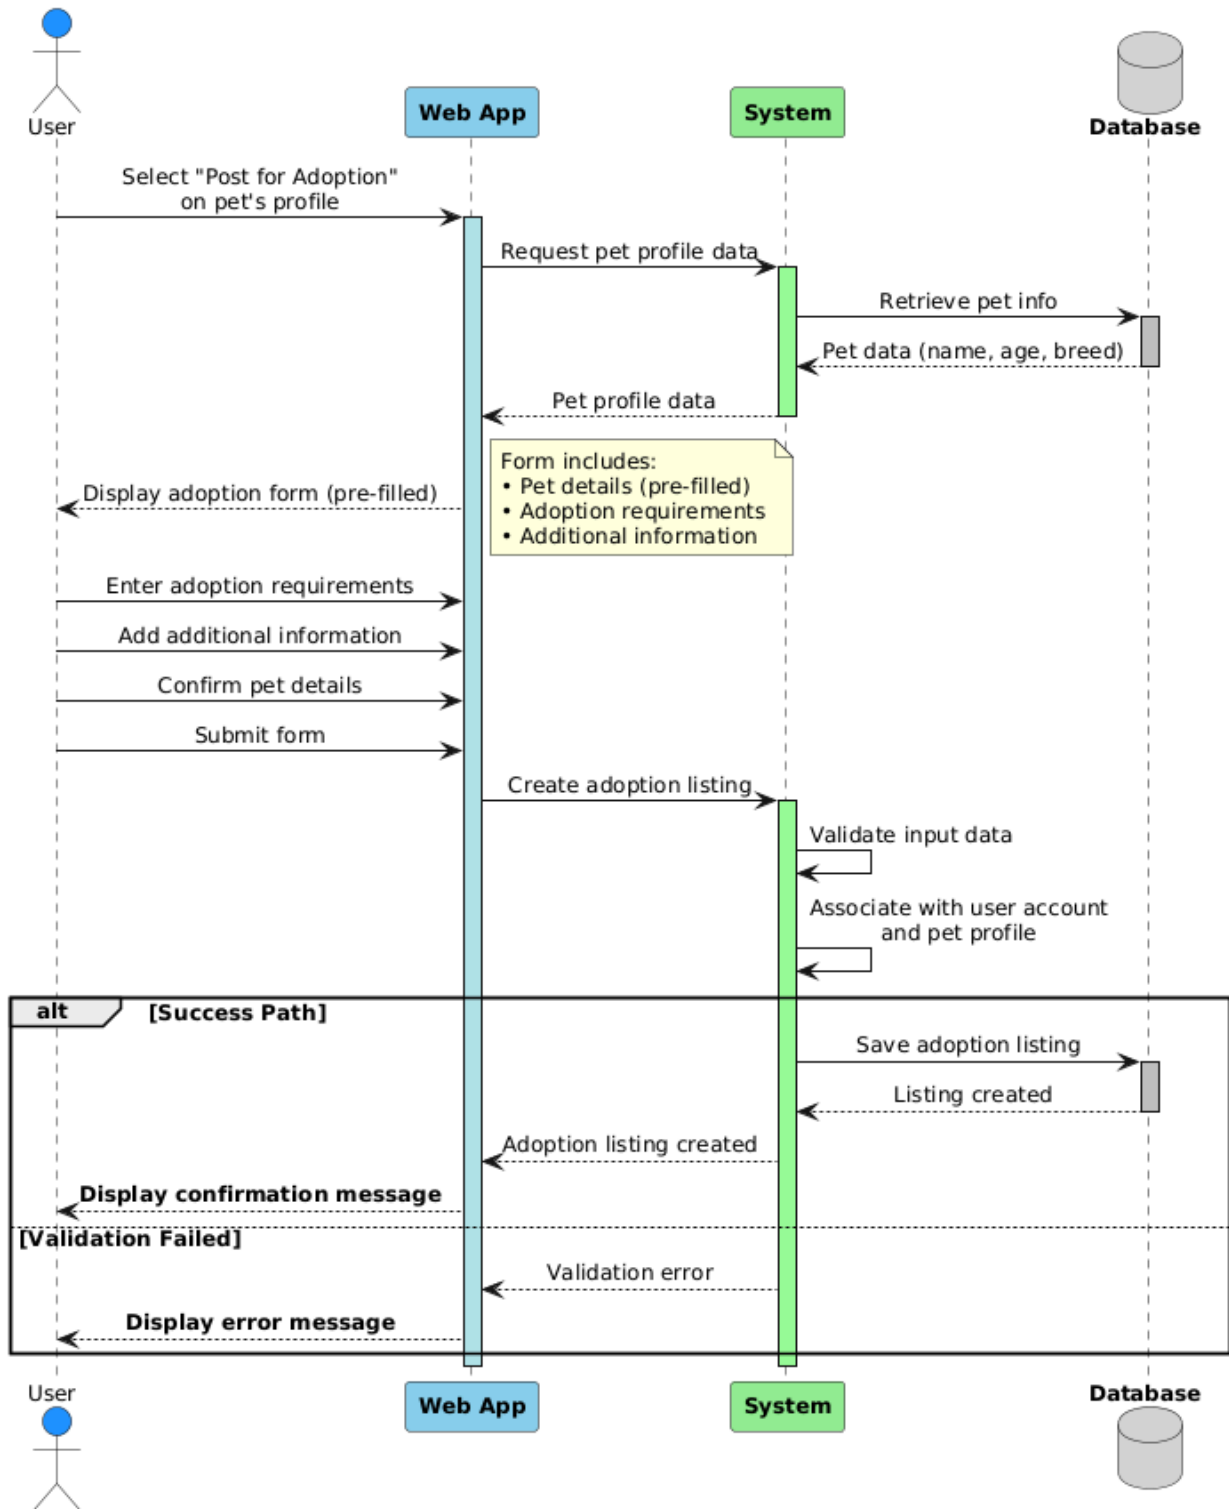 User
Web App
System
Database
Select "Post for Adoption"
on pet's profile
Request pet profile data
Retrieve pet info
Pet data (name, age, breed)
Pet profile data
Form includes:
• Pet details (pre-filled)
• Adoption requirements
• Additional information
Display adoption form (pre-filled)
Enter adoption requirements
Add additional information
Confirm pet details
Submit form
Create adoption listing
Validate input data
Associate with user account
and pet profile
alt
[Success Path]
Save adoption listing
Listing created
Adoption listing created
Display confirmation message
[Validation Failed]
Validation error
Display error message
User
Web App
System
Database